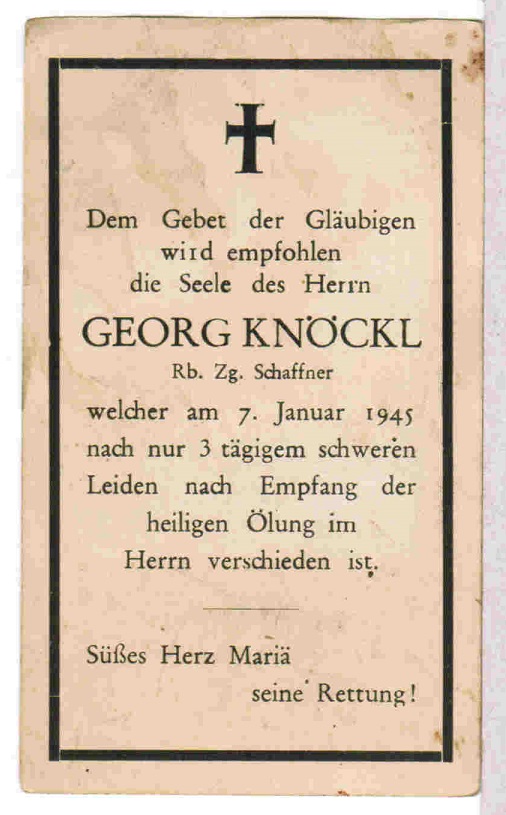 Dem Gebet der Gläubigen
wird empfohlen
die Seele des Herrn
GEORG KNÖCKL
Rb. Zg. Schaffner
welcher am 7. Januar 1945
nach nur 3 tägigem schweren
Leiden nach Empfang der
heiligen Ölung im
Herrn verschieden ist.
Süßes Herz Mariä
seine Rettung!